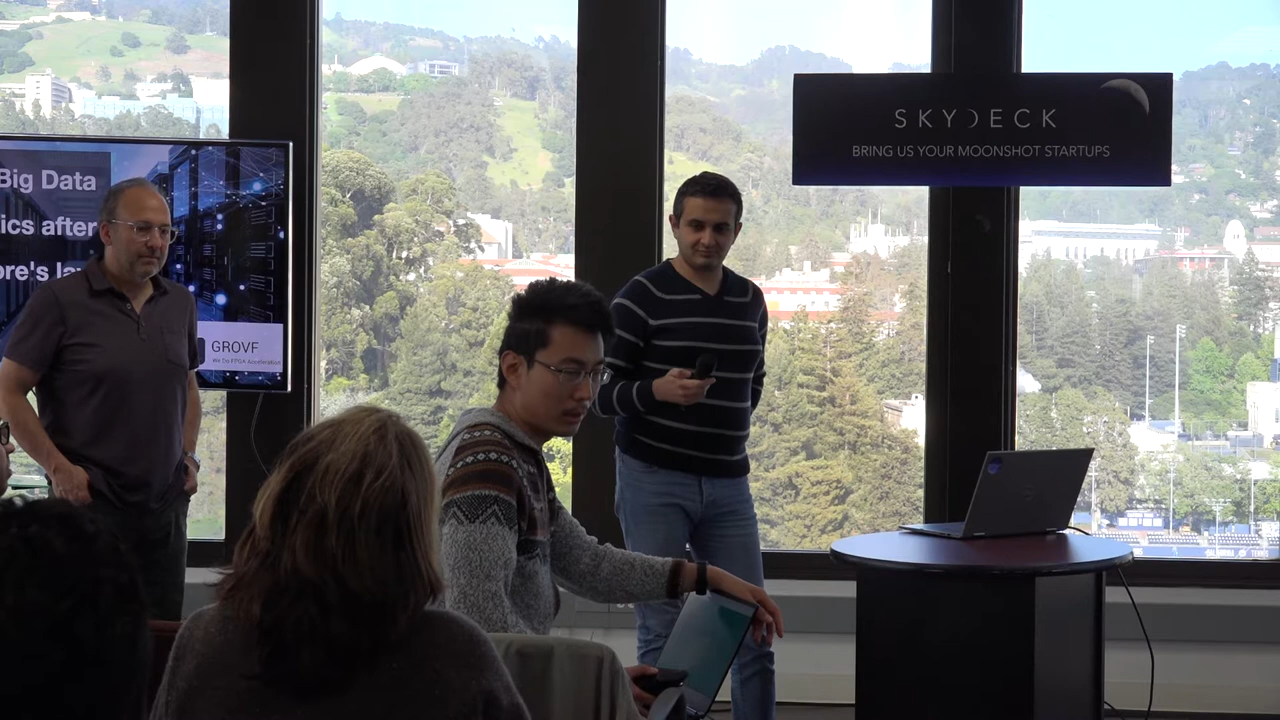 Big Data
ics after
ore's la
GROVF
We Do FPGA Acceleration
SKYDECK
BRING US YOUR MOONSHOT STARTUPS